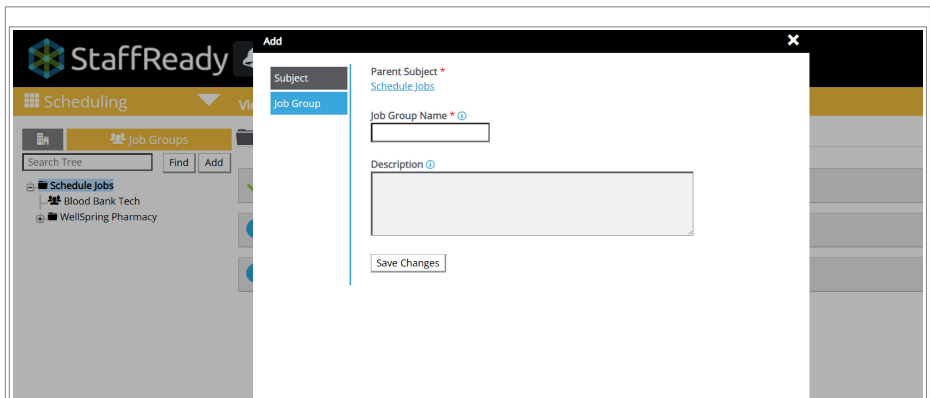 StaffReady
Add
Scheduling
Job Groups
Search Tree
Find
Add
Schedule Jobs
Blood Bank Tech
WellSpring Pharmacy
Subject
Job Group
Parent Subject *
Schedule Jobs
Job Group Name *
Description
Save Changes